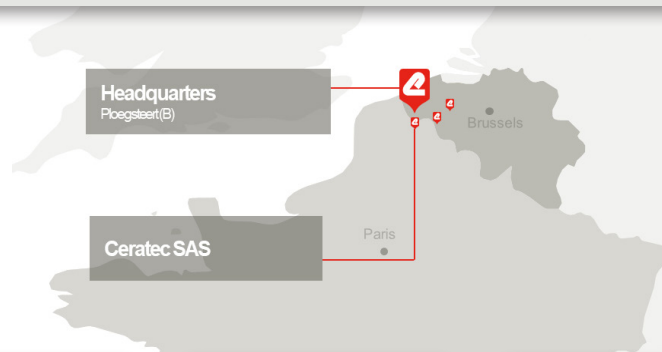 Headquarters
Ploegsteert (B)
Brussels
Paris
Ceratec SAS